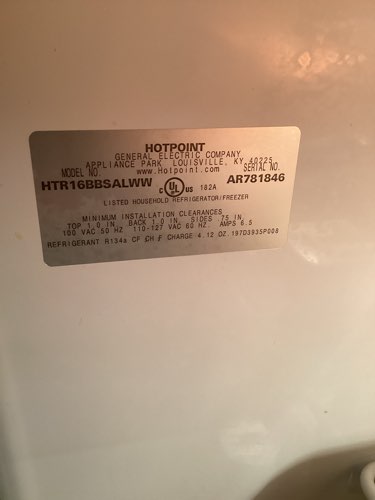 HOTPOINT
GENERAL ELECTRIC COMPANY
APPLIANCE PARK LOUISVILLE, KY 40225
MODEL NO. www.Hotpoint.com SERIAL NO.
HTR16BBSALWW C UL US 182A AR781846
LISTED HOUSEHOLD REFRIGERATOR/FREEZER
MINIMUM INSTALLATION CLEARANCES
TOP 1.0 IN BACK 1.0 IN. SIDES .75 IN
100 VAC 50 HZ 110-127 VAC 60 HZ. AMPS 6.5
REFRIGERANT R134a CF CH F CHARGE 4.12 OZ. 197D3935P008